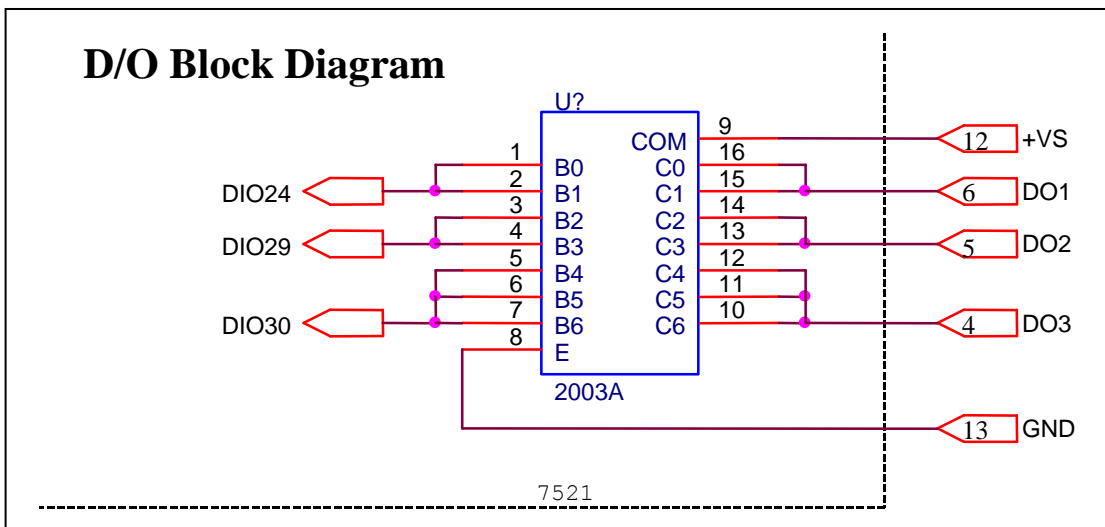 D/O Block Diagram
U?
9
COM
12
+VS
1
B0
16
C0
DIO24
2
B1
15
C1
6
DO1
3
B2
14
C2
DIO29
4
B3
13
C3
5
DO2
5
B4
12
C4
6
B5
11
C5
DIO30
7
B6
10
C6
4
DO3
8
E
2003A
13
GND
7521